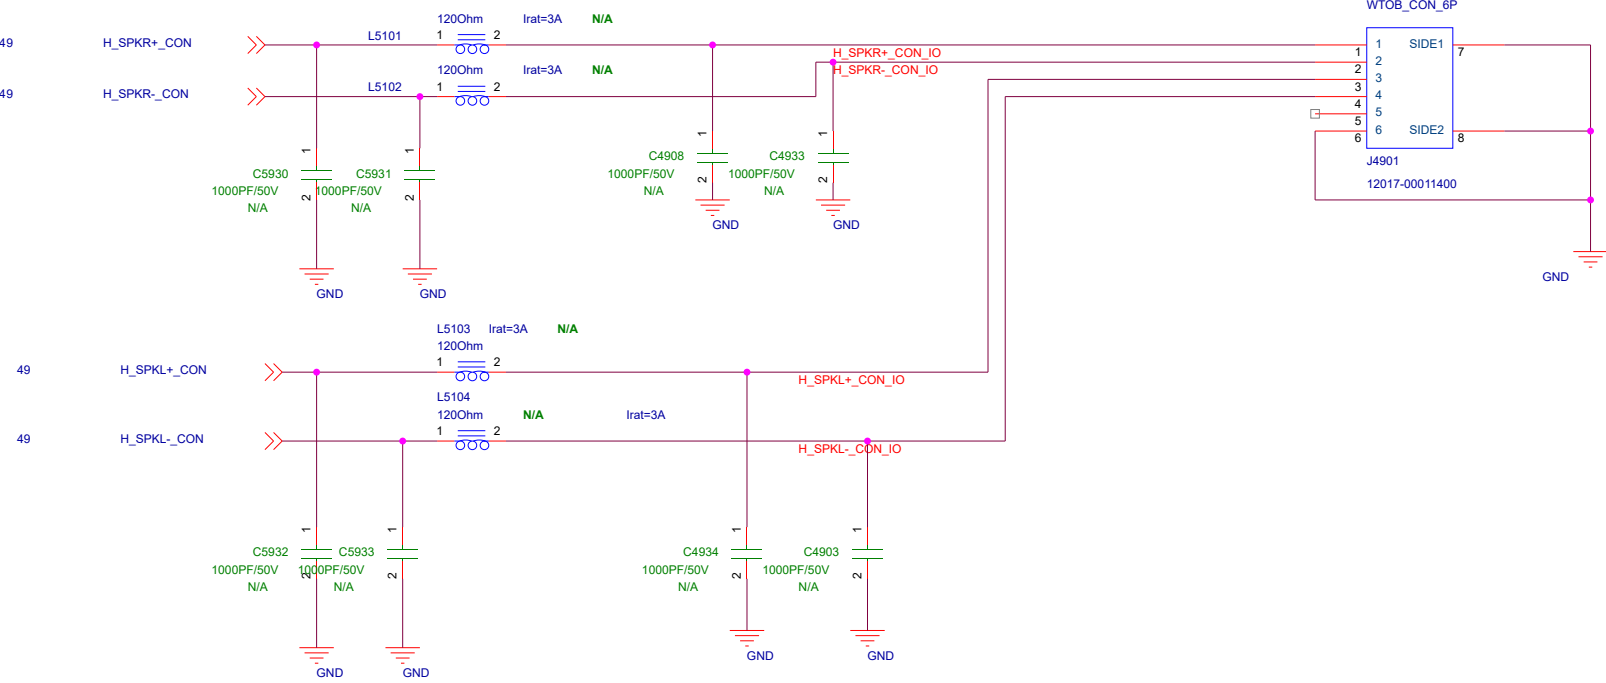 WTOB_CON_6P
120Ohm Irat=3A N/A
49 H_SPKR+_CON L5101 1 2
H_SPKR+_CON_IO
1 SIDE1 7
1
2
120Ohm Irat=3A N/A
H_SPKR-_CON_IO
2
3
49 H_SPKR-_CON L5102 1 2
3
4
4
5
5
6 SIDE2 8
6
1 1 1 1
C5930 C5931 C4908 C4933
1000PF/50V 1000PF/50V 1000PF/50V 1000PF/50V
N/A N/A N/A N/A
2 2 2 2
J4901
12017-00011400
GND GND
GND GND
GND
L5103 Irat=3A N/A
120Ohm
49 H_SPKL+_CON 1 2
H_SPKL+_CON_IO
L5104
120Ohm N/A Irat=3A
49 H_SPKL-_CON 1 2
H_SPKL-_CON_IO
1 1 1 1
C5932 C5933 C4934 C4903
1000PF/50V 1000PF/50V 1000PF/50V 1000PF/50V
2 2 2 2
N/A N/A N/A N/A
GND GND
GND GND